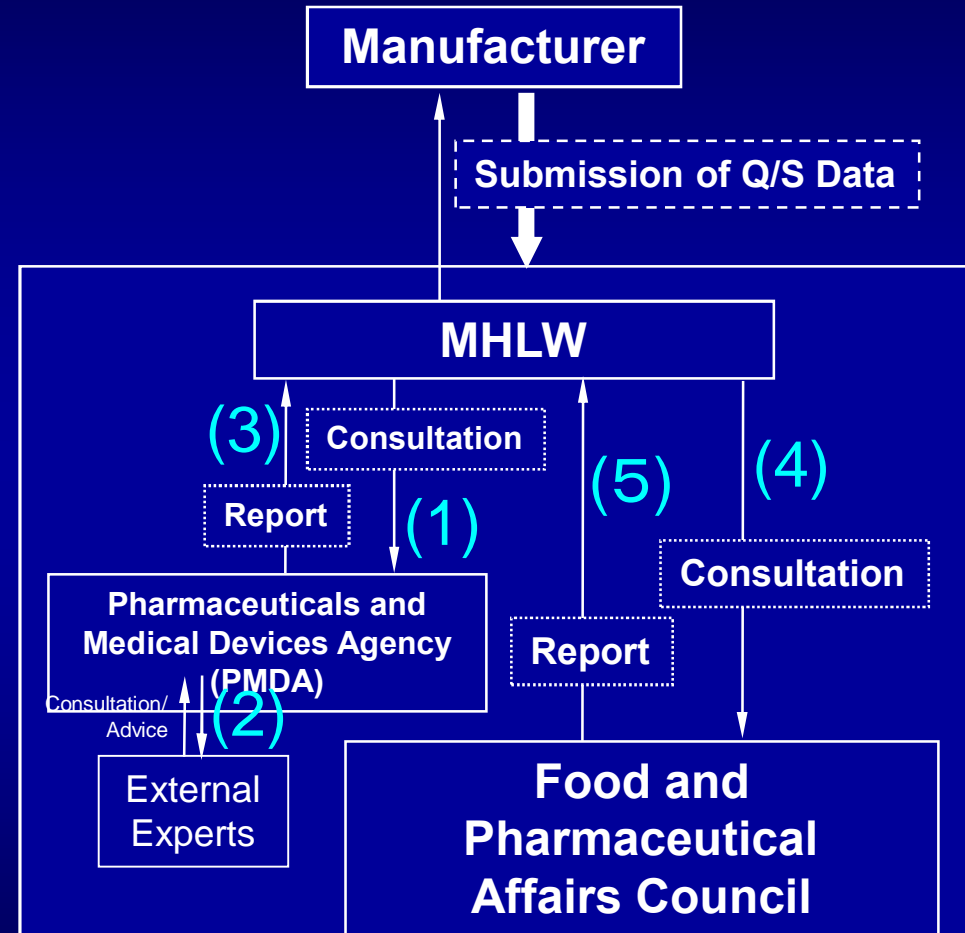 Manufacturer
Submission of Q/S Data
MHLW
(3)
Consultation
(5)
(4)
Report
(1)
Consultation
Pharmaceuticals and
Medical Devices Agency
(PMDA)
Report
Consultation/
Advice
(2)
External
Experts
Food and
Pharmaceutical
Affairs Council